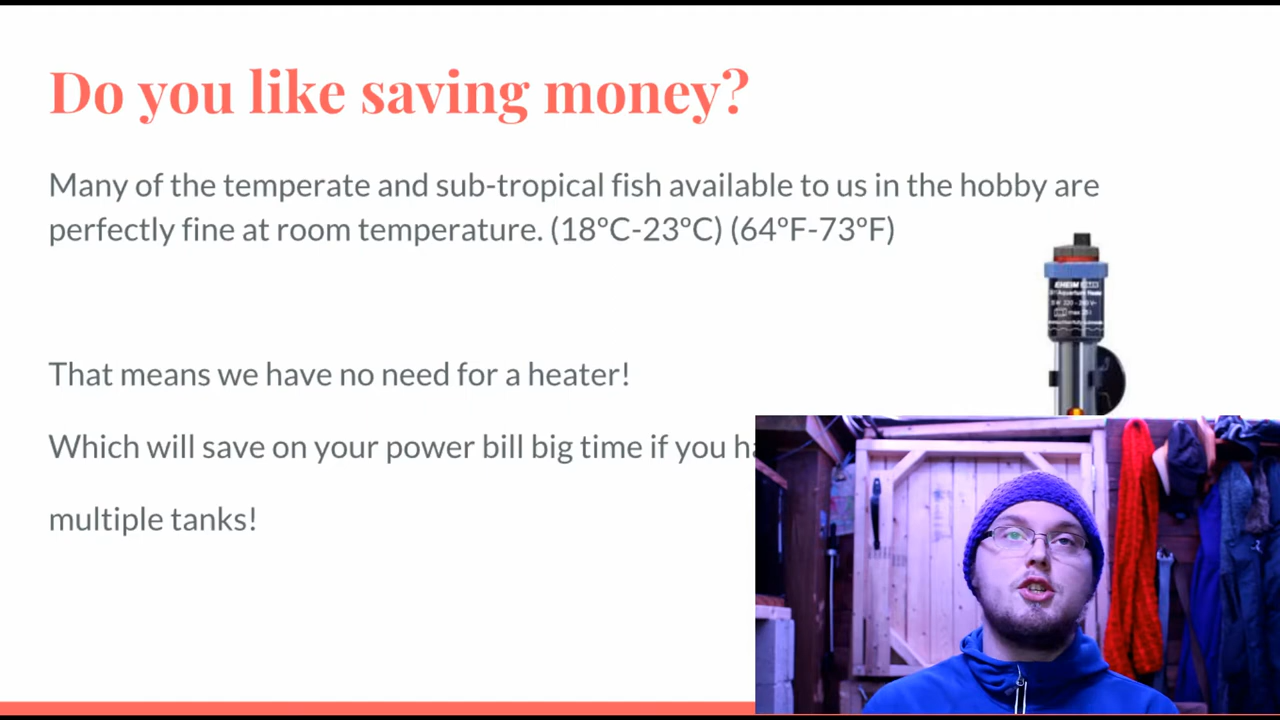 Do you like saving money?
Many of the temperate and sub-tropical fish available to us in the hobby are
perfectly fine at room temperature. (18°C-23°C) (64°F-73°F)
EHEIM
That means we have no need for a heater!
Which will save on your power bill big time if you
multiple tanks!